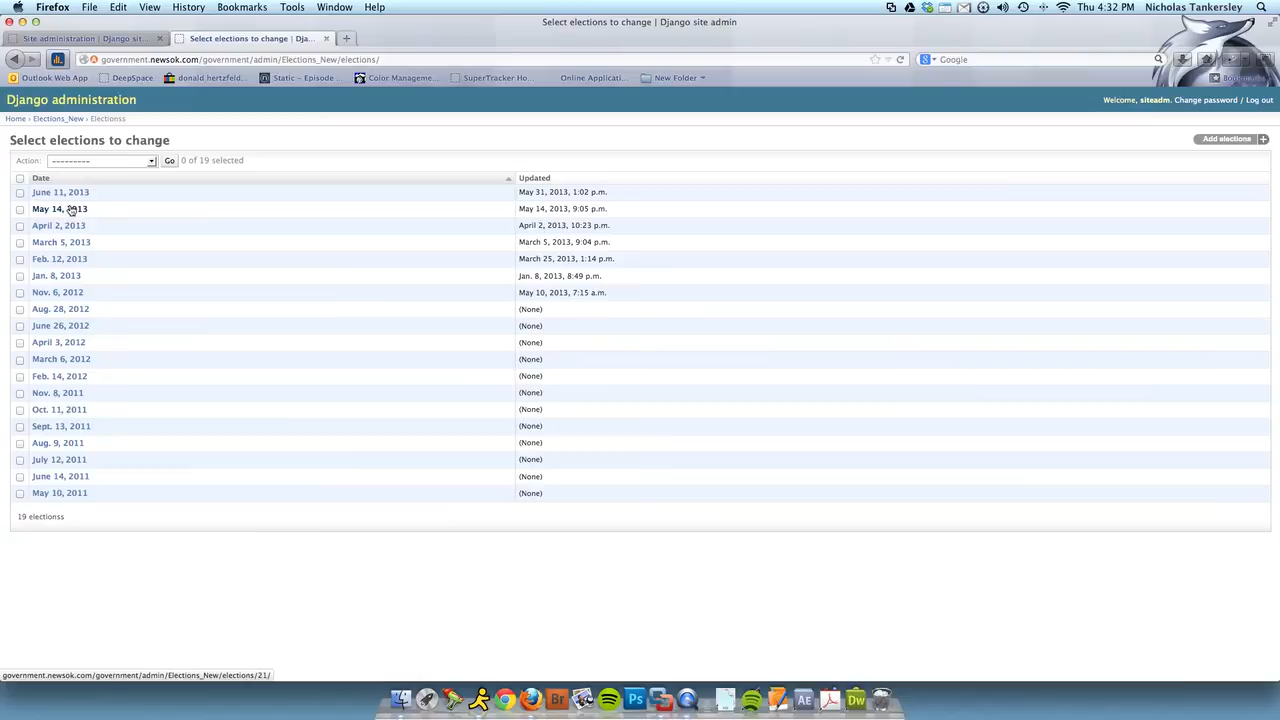 Firefox File Edit View History Bookmarks Tools Window Help Thu 4:32 PM Nicholas Tankersley
Select elections to change | Django site admin
Site administration | Django sit... Select elections to change | Dja...
government.newsok.com/government/admin/Elections_New/elections/ Google
Outlook Web App DeepSpace donald hertzfeld... Static – Episode ... Color Manageme... SuperTracker Ho... Online Applicati... New Folder Bookmarks
Django administration Welcome, siteadm. Change password / Log out
Home › Elections_New › Electionss
Select elections to change Add elections +
Action: --------- Go 0 of 19 selected
Date Updated
June 11, 2013 May 31, 2013, 1:02 p.m.
May 14, 2013 May 14, 2013, 9:05 p.m.
April 2, 2013 April 2, 2013, 10:23 p.m.
March 5, 2013 March 5, 2013, 9:04 p.m.
Feb. 12, 2013 March 25, 2013, 1:14 p.m.
Jan. 8, 2013 Jan. 8, 2013, 8:49 p.m.
Nov. 6, 2012 May 10, 2013, 7:15 a.m.
Aug. 28, 2012 (None)
June 26, 2012 (None)
April 3, 2012 (None)
March 6, 2012 (None)
Feb. 14, 2012 (None)
Nov. 8, 2011 (None)
Oct. 11, 2011 (None)
Sept. 13, 2011 (None)
Aug. 9, 2011 (None)
July 12, 2011 (None)
June 14, 2011 (None)
May 10, 2011 (None)
19 electionss
government.newsok.com/government/admin/Elections_New/elections/21/
Br Ps Ae Dw